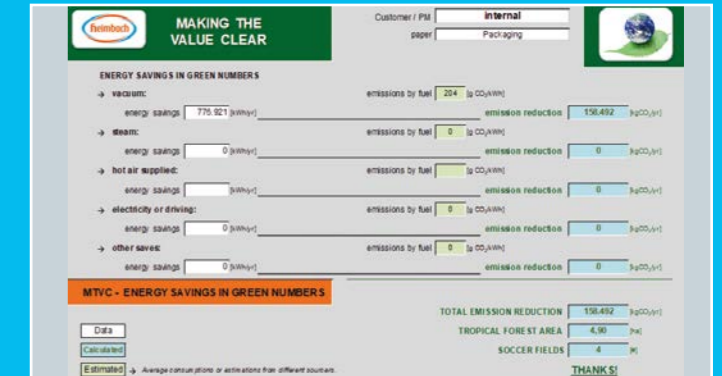 heimbach
MAKING THE
VALUE CLEAR
Customer / PM internal
paper Packaging
ENERGY SAVINGS IN GREEN NUMBERS
→ vacuum: emissions by fuel 204 [g CO₂/kWh]
energy savings 776.921 [kWh/yr] emission reduction 158.492 [kgCO₂/yr]
→ steam: emissions by fuel 0 [g CO₂/kWh]
energy savings 0 [kWh/yr] emission reduction 0 [kgCO₂/yr]
→ hot air supplied: emissions by fuel [g CO₂/kWh]
energy savings 0 [kWh/yr] emission reduction 0 [kgCO₂/yr]
→ electricity or driving: emissions by fuel 0 [g CO₂/kWh]
energy savings 0 [kWh/yr] emission reduction 0 [kgCO₂/yr]
→ other saves: emissions by fuel 0 [g CO₂/kWh]
energy savings 0 [kWh/yr] emission reduction 0 [kgCO₂/yr]
MTVC - ENERGY SAVINGS IN GREEN NUMBERS
TOTAL EMISSION REDUCTION 158.492 [kgCO₂/yr]
Data TROPICAL FOREST AREA 4,90 [ha]
Calculated SOCCER FIELDS 4 [#]
Estimated → Average consumptions or estimations from different sources. THANKS!